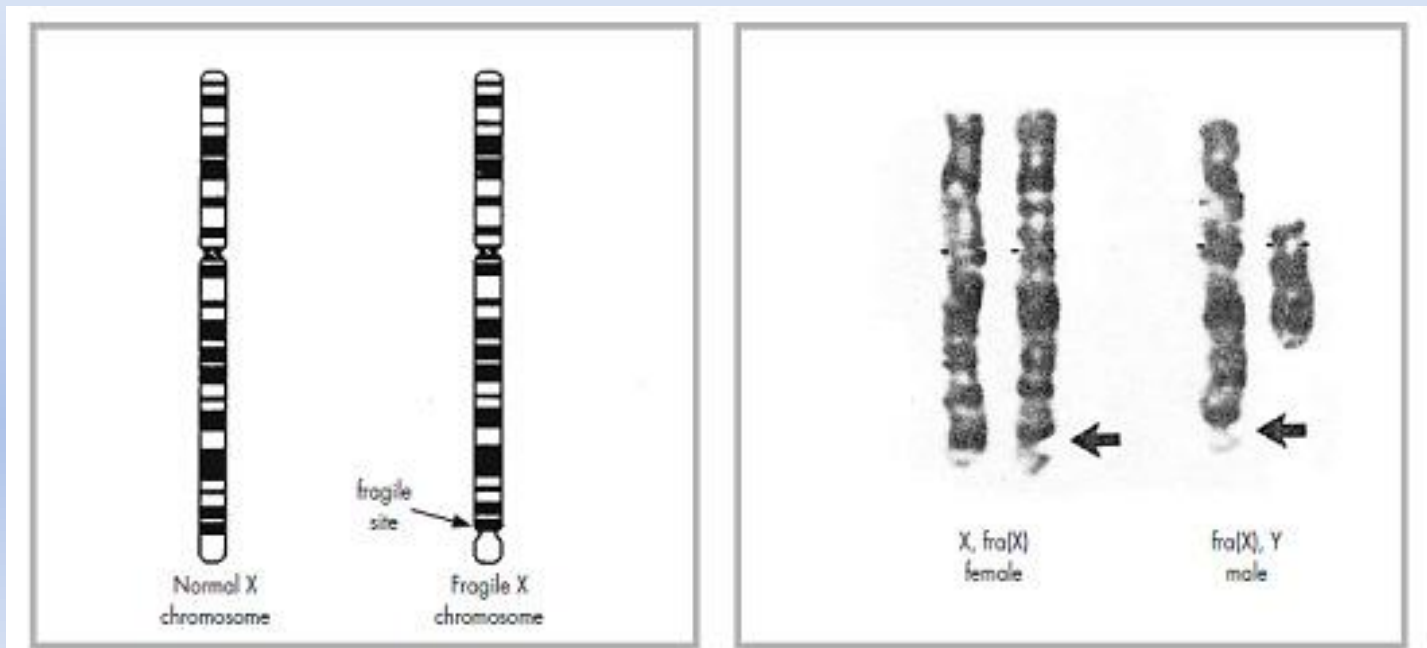 fragile
site
Normal X
chromosome
Fragile X
chromosome
X, fra(X)
female
fra(X), Y
male